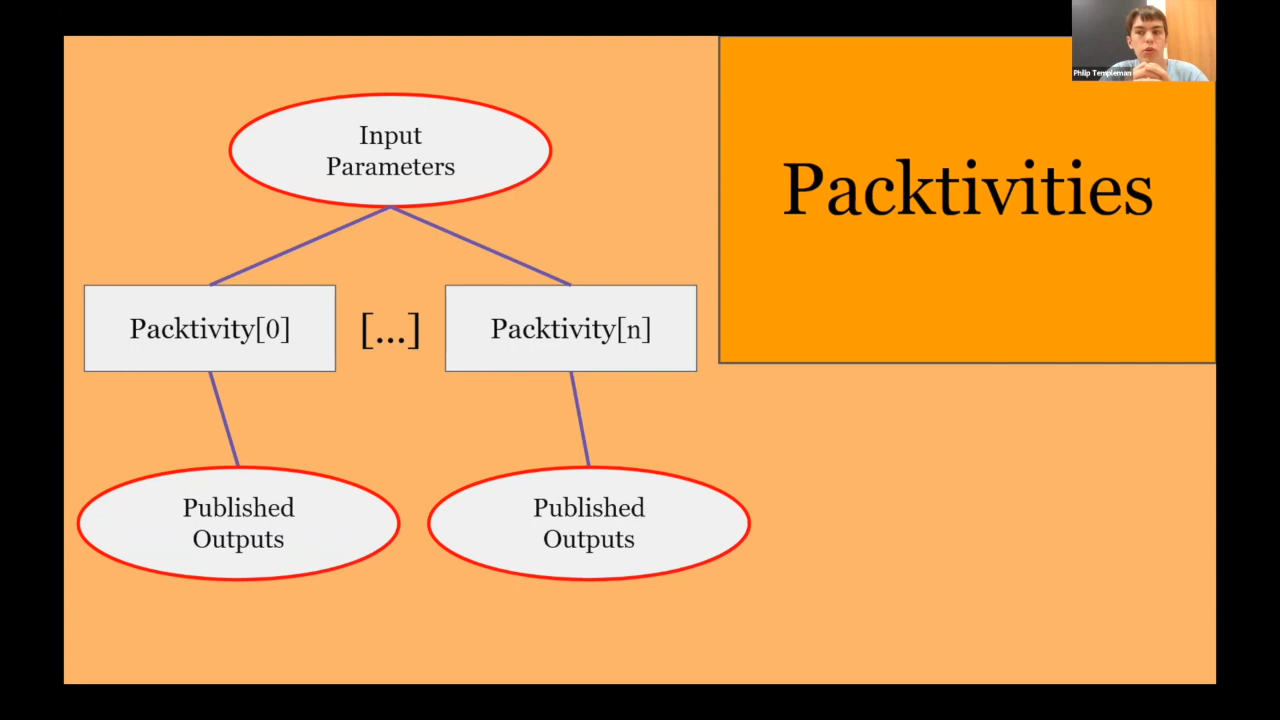 Philip Templeman
Packtivities
Input
Parameters
Packtivity[0]
[...]
Packtivity[n]
Published
Outputs
Published
Outputs